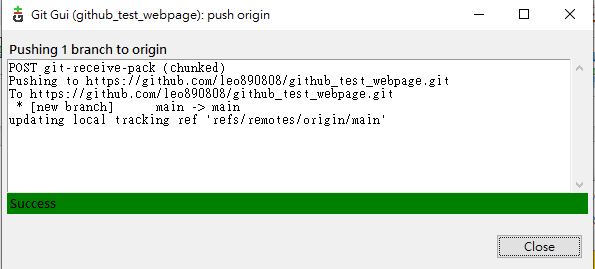 Git Gui (github_test_webpage): push origin
Pushing 1 branch to origin
POST git-receive-pack (chunked)
Pushing to https://github.com/leo890808/github_test_webpage.git
To https://github.com/leo890808/github_test_webpage.git
* [new branch] main -> main
updating local tracking ref 'refs/remotes/origin/main'
Success
Close